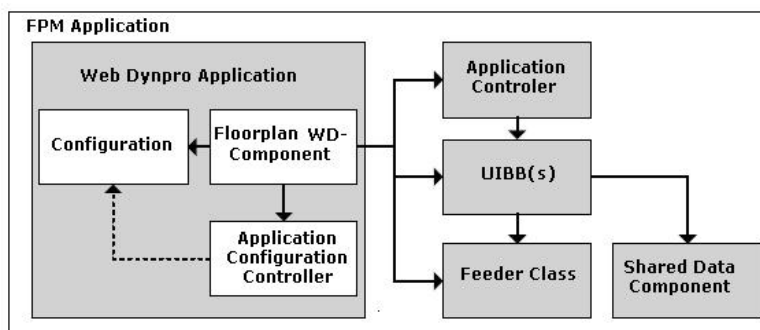 FPM Application
Web Dynpro Application
Configuration
Floorplan WD-
Component
Application
Configuration
Controller
Application
Controler
UIBB(s)
Feeder Class
Shared Data
Component